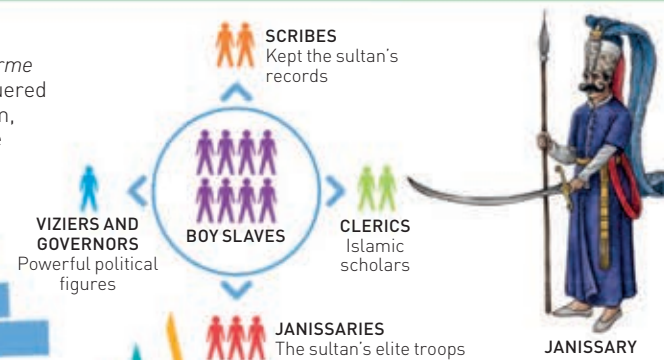 SCRIBES
Kept the sultan's
records
BOY SLAVES
VIZIERS AND
GOVERNORS
Powerful political
figures
CLERICS
Islamic
scholars
JANISSARIES
The sultan's elite troops
JANISSARY